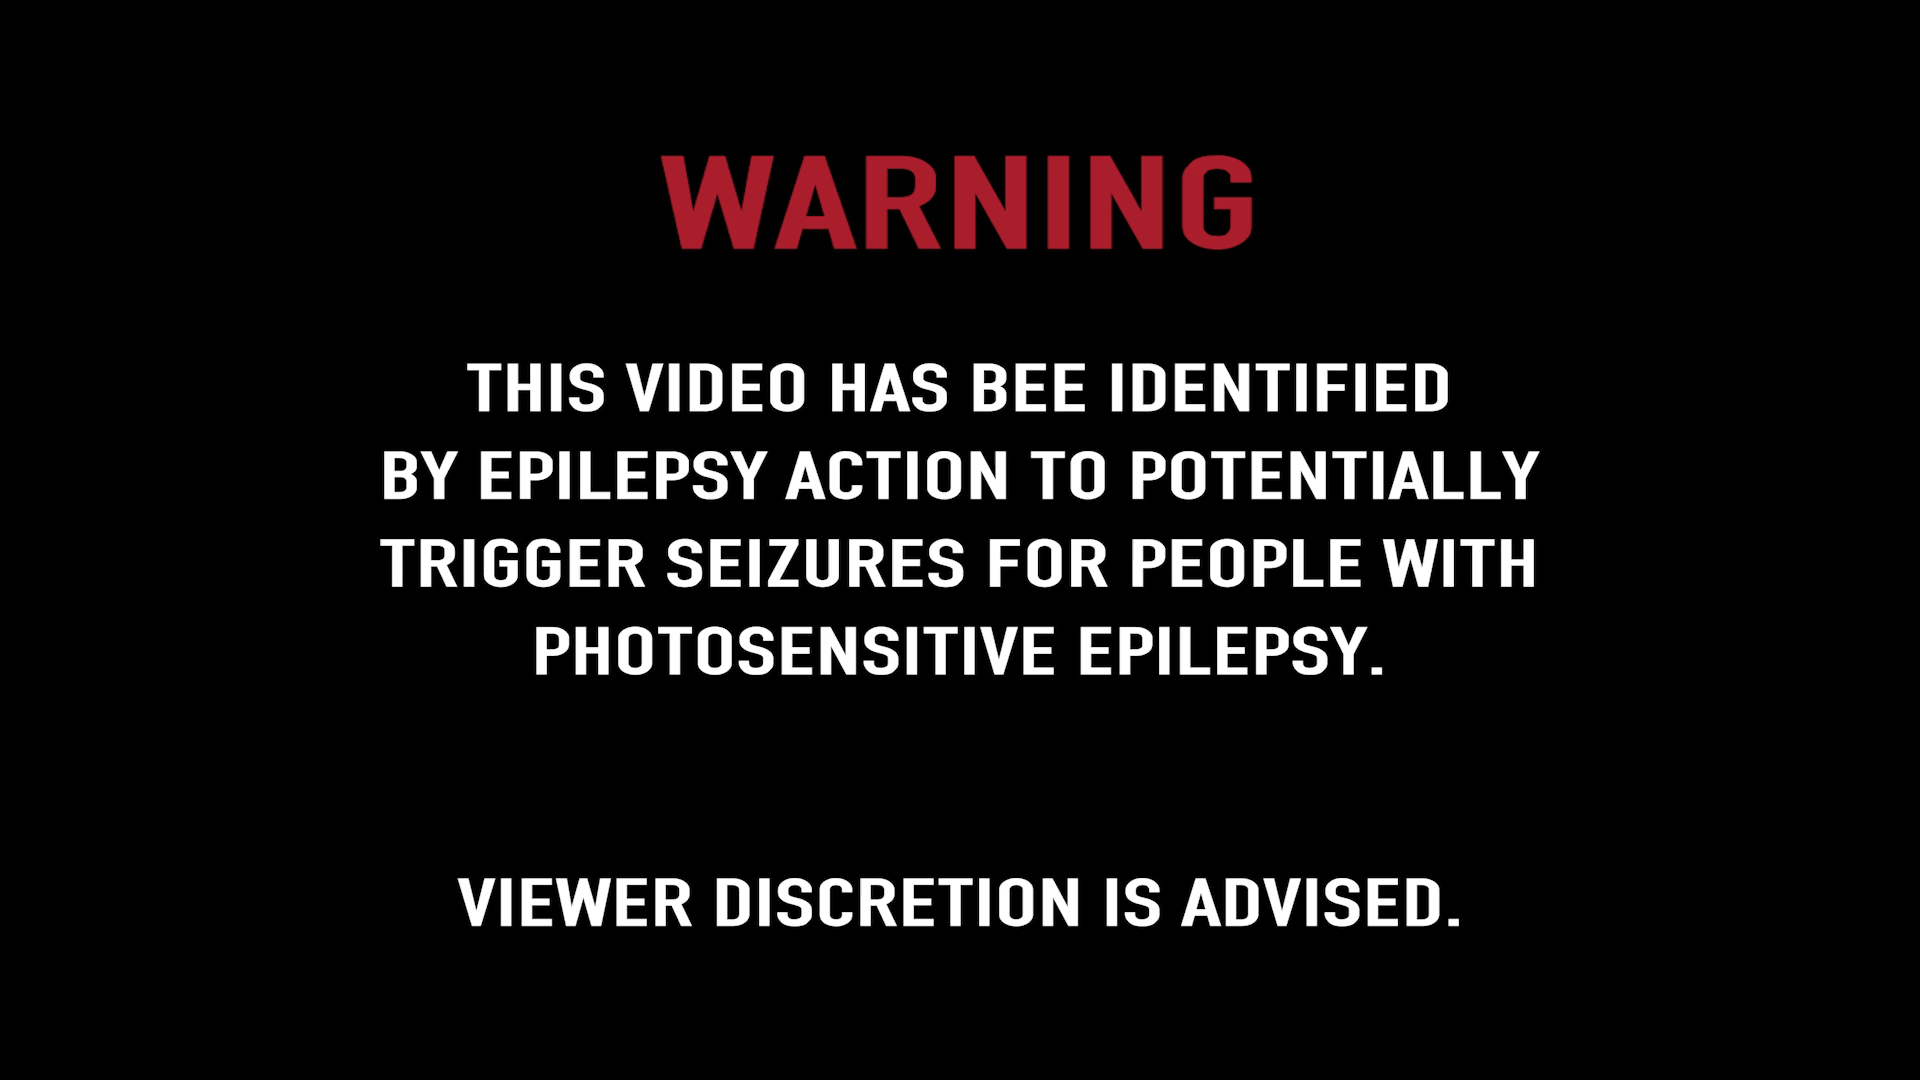 WARNING
THIS VIDEO HAS BEE IDENTIFIED
BY EPILEPSY ACTION TO POTENTIALLY
TRIGGER SEIZURES FOR PEOPLE WITH
PHOTOSENSITIVE EPILEPSY.
VIEWER DISCRETION IS ADVISED.